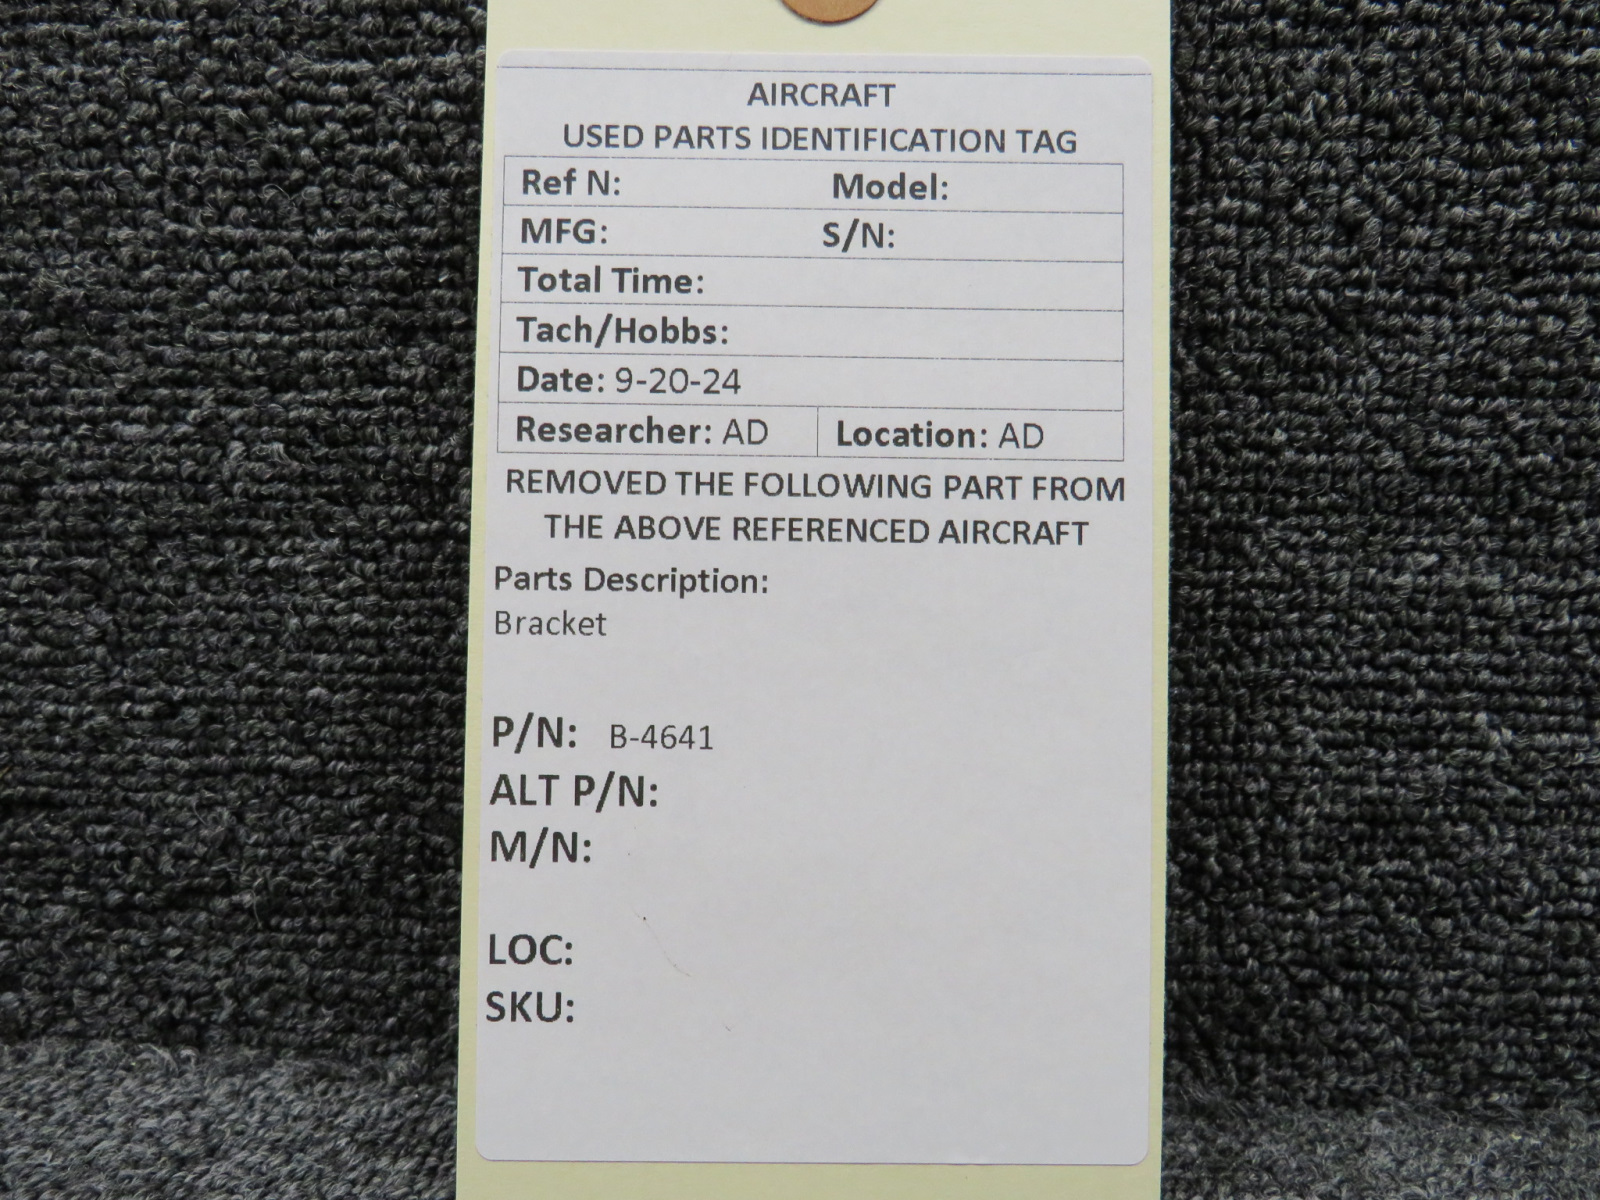 AIRCRAFT
USED PARTS IDENTIFICATION TAG
Ref N: Model:
MFG: S/N:
Total Time:
Tach/Hobbs:
Date: 9-20-24
Researcher: AD Location: AD
REMOVED THE FOLLOWING PART FROM
THE ABOVE REFERENCED AIRCRAFT
Parts Description:
Bracket
P/N: B-4641
ALT P/N:
M/N:
LOC:
SKU: